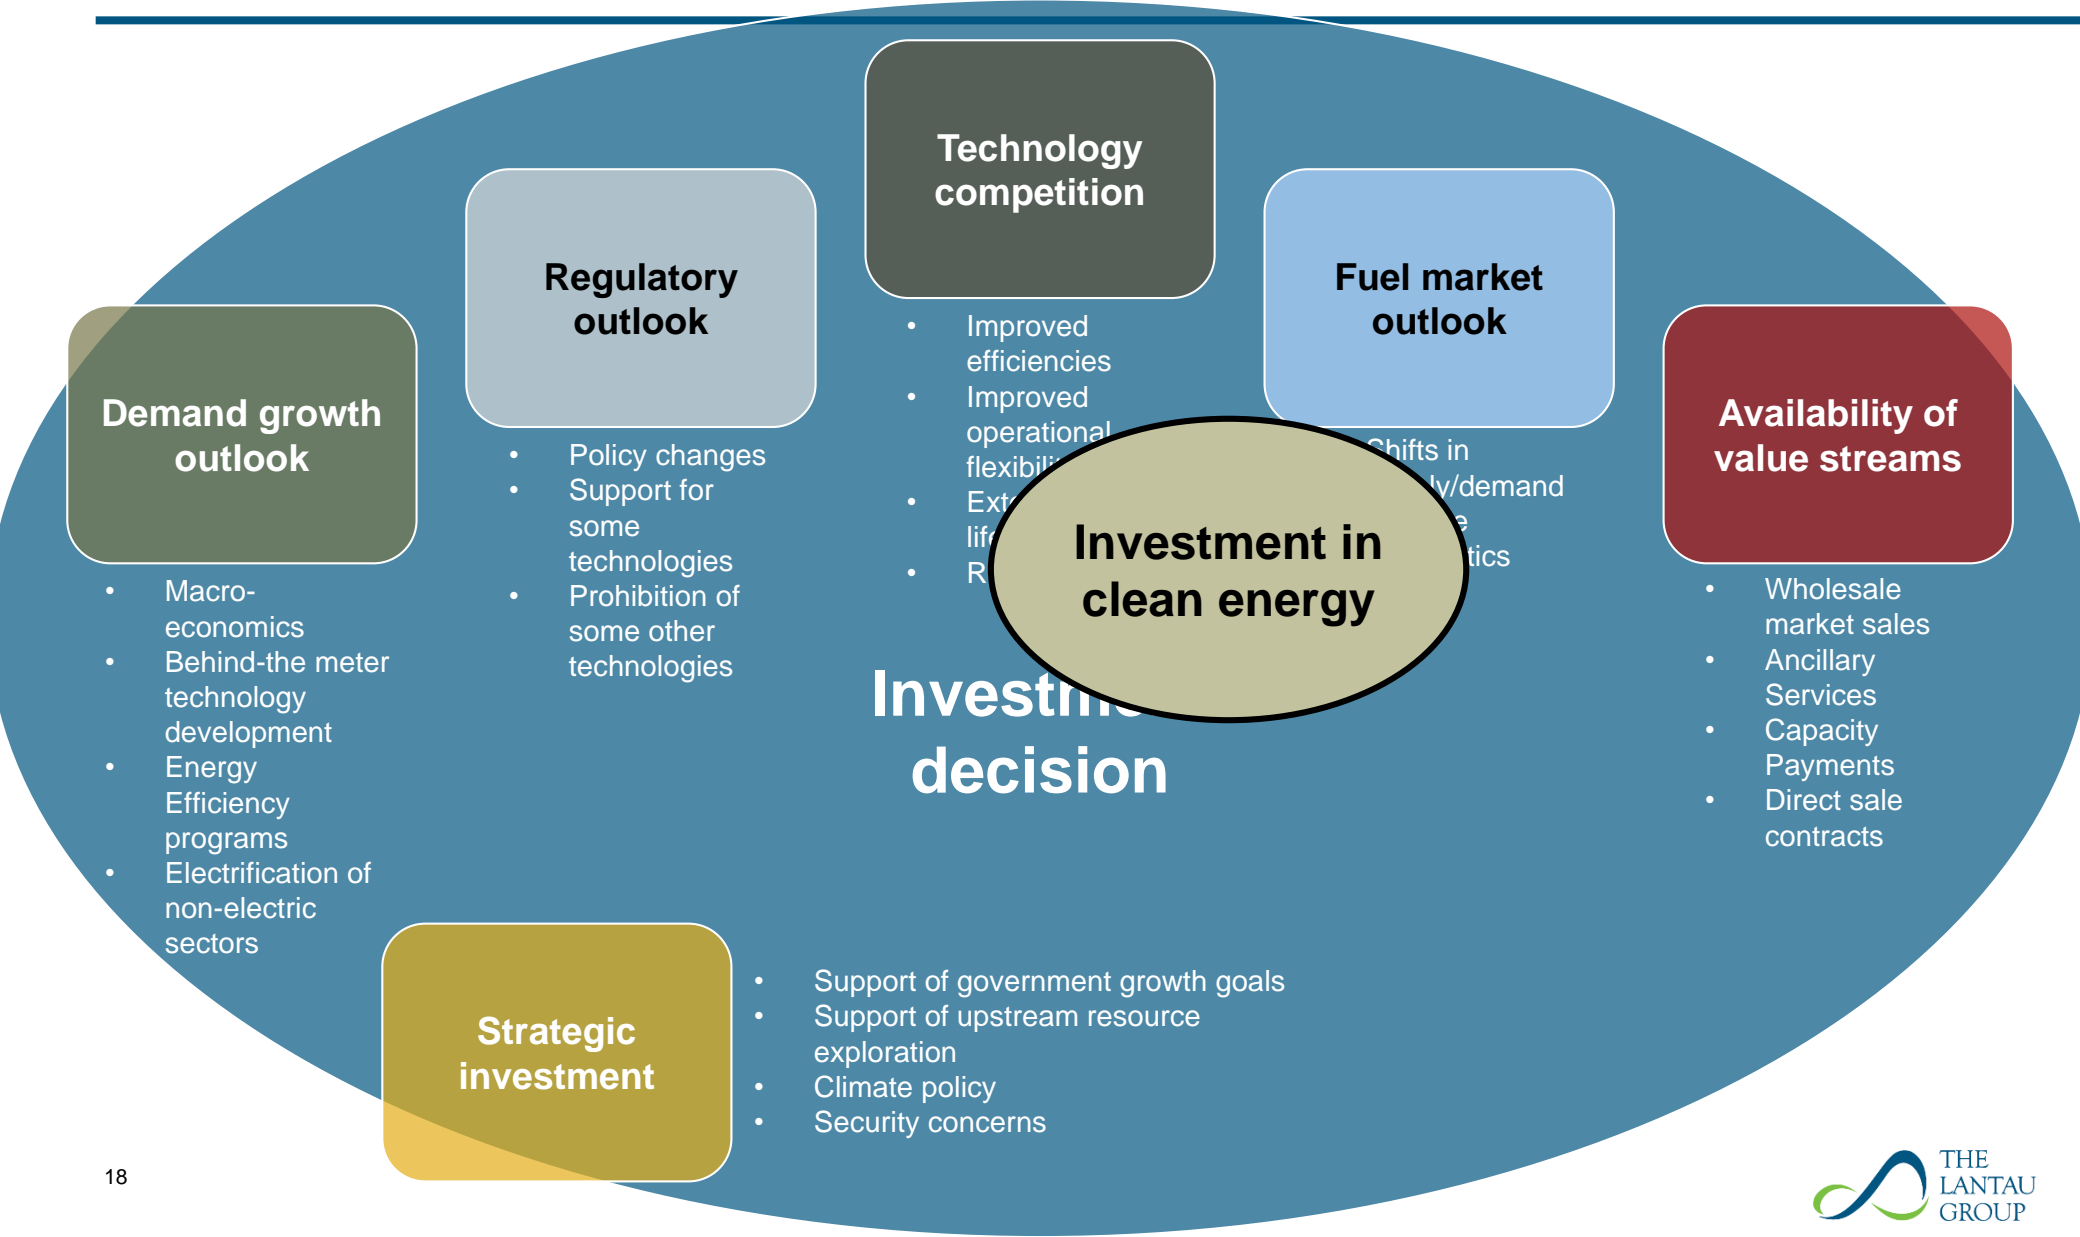 Technology
competition
Regulatory
outlook
Fuel market
outlook
Demand growth
outlook
Availability of
value streams
• Improved
efficiencies
• Improved
operational
• Policy changes
• Support for
some
technologies
• Prohibition of
some other
technologies
in
Investment in
clean energy
• Macro-
economics
• Behind-the meter
technology
development
• Energy
Efficiency
programs
• Electrification of
non-electric
sectors
• Wholesale
market sales
• Ancillary
Services
• Capacity
Payments
• Direct sale
contracts
decision
Strategic
investment
• Support of government growth goals
• Support of upstream resource
exploration
• Climate policy
• Security concerns
18
THE
LANTAU
GROUP